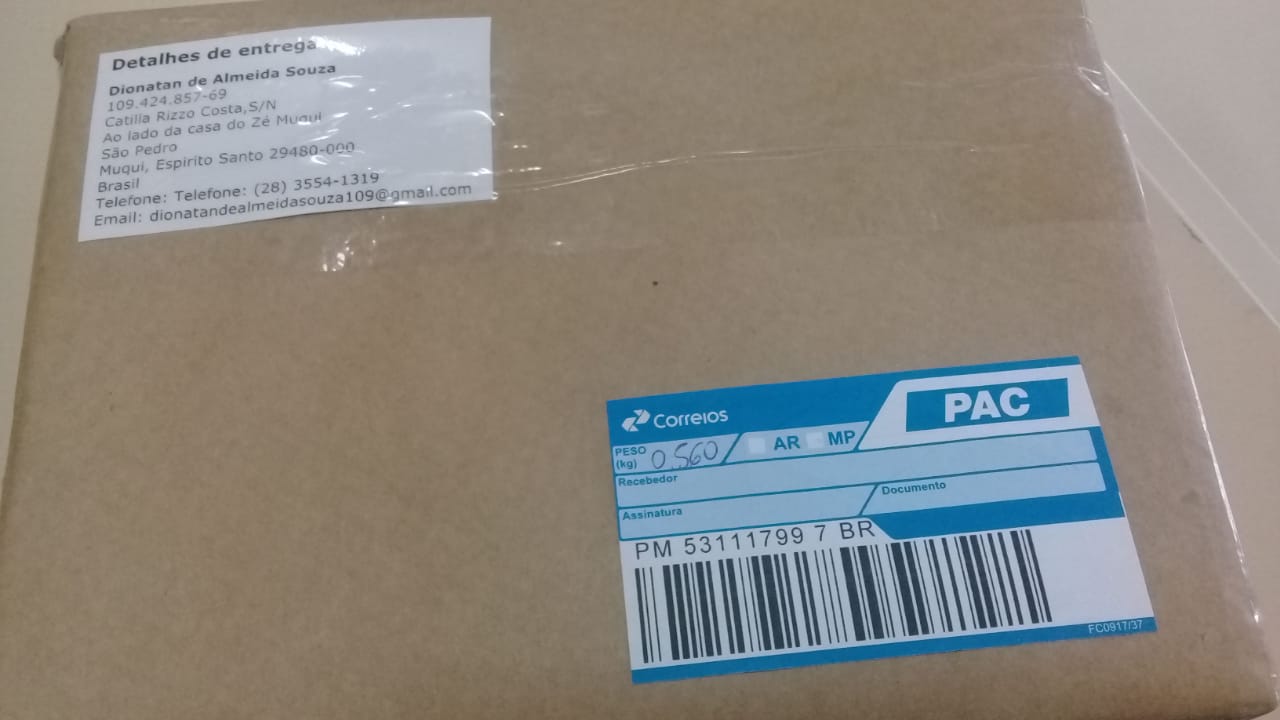 Detalhes de entrega
Dionatan de Almeida Souza
109.424.857-69
Catilla Rizzo Costa,S/N
Ao lado da casa do Zé Muqui
São Pedro
Muqui, Espirito Santo 29480-000
Brasil
Telefone: Telefone: (28) 3554-1319
Email: dionatandealmeidasouza109@gmail.com
Correios
PAC
PESO
(kg) 0.560
AR MP
Recebedor
Assinatura
Documento
PM 53111799 7 BR
FC0917/37